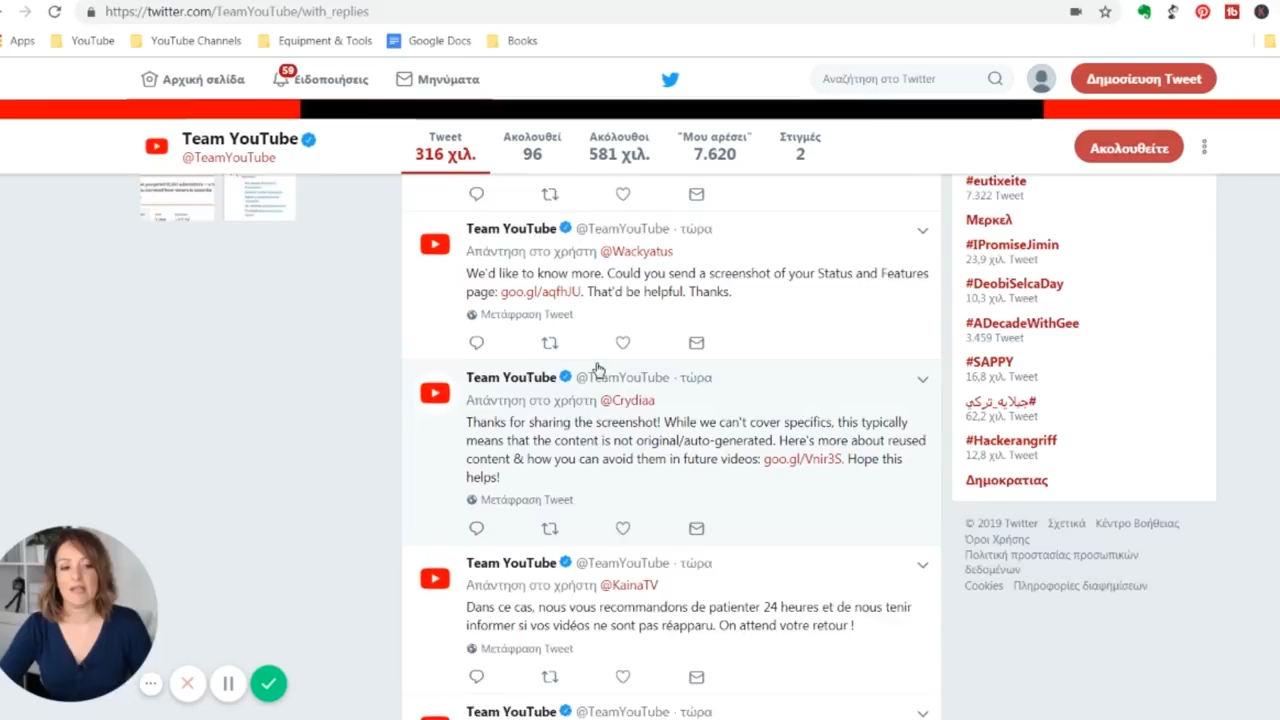 https://twitter.com/TeamYouTube/with_replies
Apps YouTube YouTube Channels Equipment & Tools Google Docs Books
Αρχική σελίδα 59 Ειδοποιήσεις Μηνύματα Αναζήτηση στο Twitter Δημοσίευση Tweet
Team YouTube
@TeamYouTube
Tweet Ακολουθεί Ακόλουθοι "Μου αρέσει" Στιγμές
316 χιλ. 96 581 χιλ. 7.620 2
Ακολουθείτε
Team YouTube @TeamYouTube · τώρα
Απάντηση στο χρήστη @Wackyatus
We'd like to know more. Could you send a screenshot of your Status and Features
page: goo.gl/aqfhJU. That'd be helpful. Thanks.
Μετάφραση Tweet
Team YouTube @TeamYouTube · τώρα
Απάντηση στο χρήστη @Crydiaa
Thanks for sharing the screenshot! While we can't cover specifics, this typically
means that the content is not original/auto-generated. Here's more about reused
content & how you can avoid them in future videos: goo.gl/Vnir3S. Hope this
helps!
Μετάφραση Tweet
Team YouTube @TeamYouTube · τώρα
Απάντηση στο χρήστη @KainaTV
Dans ce cas, nous vous recommandons de patienter 24 heures et de nous tenir
informer si vos vidéos ne sont pas réapparu. On attend votre retour !
Μετάφραση Tweet
Team YouTube @TeamYouTube · τώρα
#eutixeite
7.322 Tweet
Μερκελ
#IPromiseJimin
23,9 χιλ. Tweet
#DeobiSelcaDay
10,3 χιλ. Tweet
#ADecadeWithGee
3.459 Tweet
#SAPPY
16,8 χιλ. Tweet
#جبلايه_تركي
62,2 χιλ. Tweet
#Hackerangriff
12,8 χιλ. Tweet
Δημοκρατιας
© 2019 Twitter Σχετικά Κέντρο Βοήθειας
Όροι Χρήσης
Πολιτική προστασίας προσωπικών
δεδομένων
Cookies Πληροφορίες διαφημίσεων